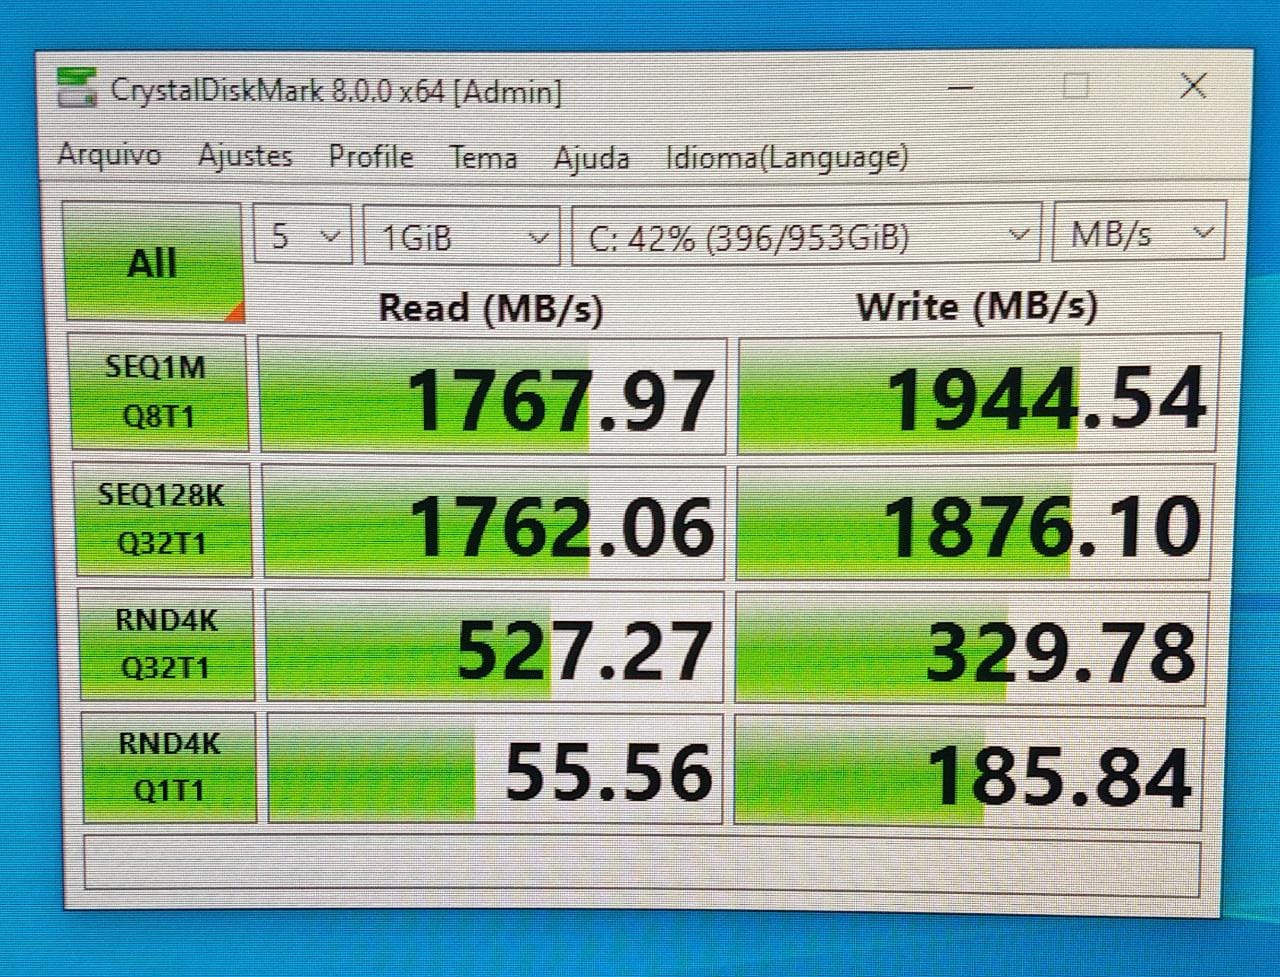 CrystalDiskMark 8.0.0 x64 [Admin]
Arquivo Ajustes Profile Tema Ajuda Idioma(Language)
All 5 1GiB C: 42% (396/953GiB) MB/s
Read (MB/s) Write (MB/s)
SEQ1M
Q8T1
1767.97 1944.54
SEQ128K
Q32T1
1762.06 1876.10
RND4K
Q32T1
527.27 329.78
RND4K
Q1T1
55.56 185.84